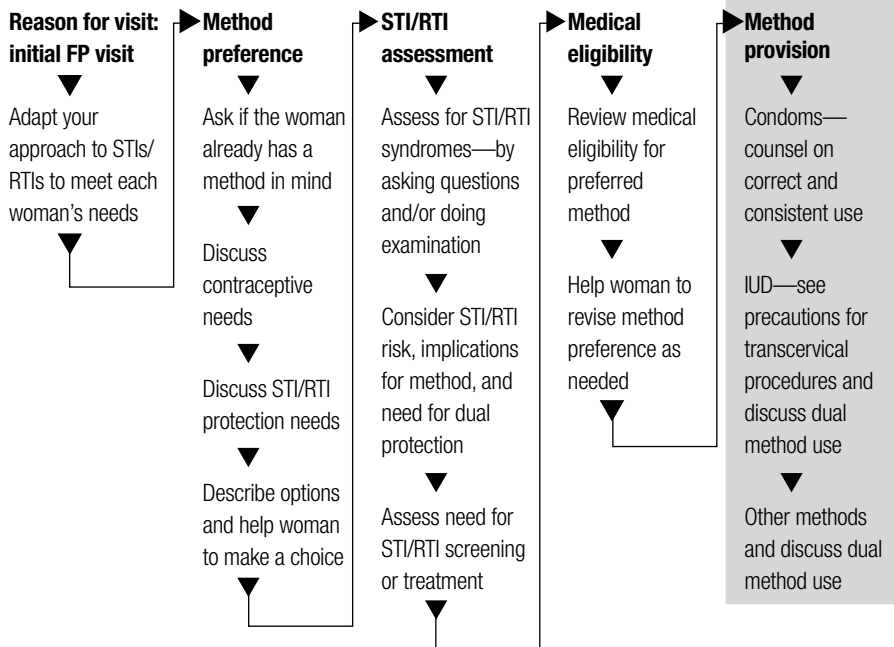 Reason for visit:
initial FP visit
Adapt your
approach to STIs/
RTIs to meet each
woman's needs
Method
preference
Ask if the woman
already has a
method in mind
Discuss
contraceptive
needs
Discuss STI/RTI
protection needs
Describe options
and help woman
to make a choice
STI/RTI
assessment
Assess for STI/RTI
syndromes—by
asking questions
and/or doing
examination
Consider STI/RTI
risk, implications
for method, and
need for dual
protection
Assess need for
STI/RTI screening
or treatment
Medical
eligibility
Review medical
eligibility for
preferred
method
Help woman to
revise method
preference as
needed
Method
provision
Condoms—
counsel on
correct and
consistent use
IUD—see
precautions for
transcervical
procedures and
discuss dual
method use
Other methods
and discuss dual
method use